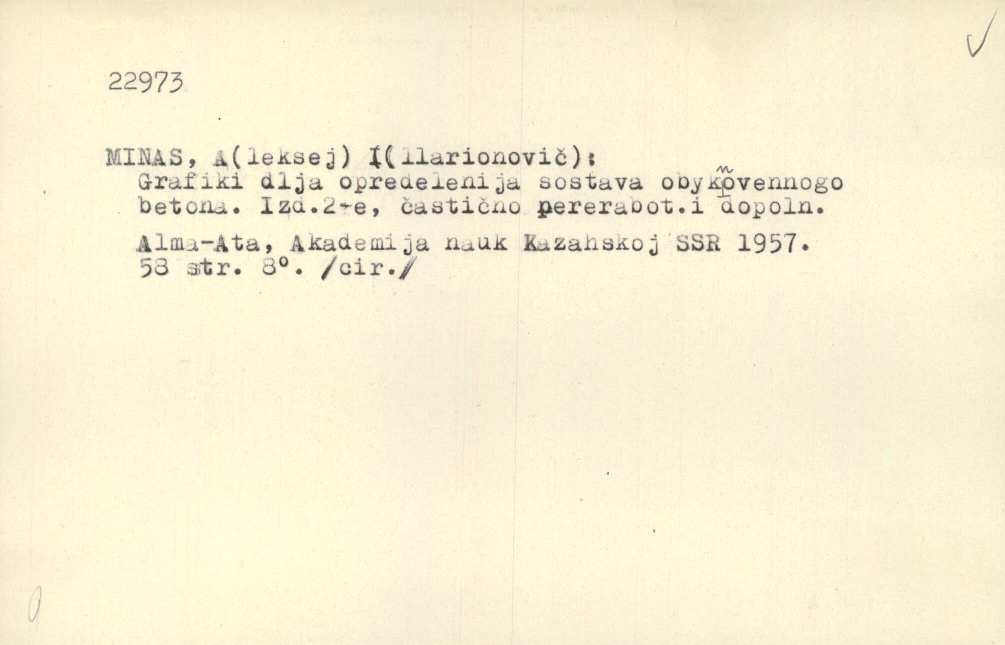 22973
MINAS, A(leksej) I(llarionovič):
Grafiki dlja opredelenija sostava obyknovennogo
betona. Izd.2-e, častično pererabot.i dopoln.
Alma-Ata, Akademija nauk Kazahskoj SSR 1957.
58 str. 8°. /cir./